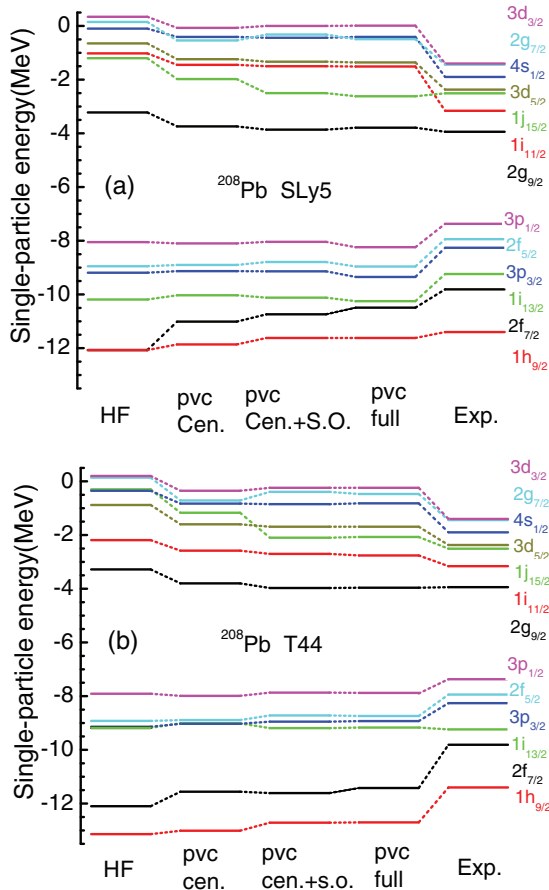 0
-2
-4
-6
-8
-10
-12
Single-particle energy(MeV)
(a)
208Pb SLy5
3d3/2
2g7/2
4s1/2
3d5/2
1j15/2
1i11/2
2g9/2
3p1/2
2f5/2
3p3/2
1i13/2
2f7/2
1h9/2
HF
pvc
Cen.
pvc
Cen.+S.O.
pvc
full
Exp.
0
-2
-4
-6
-8
-10
-12
Single-particle energy(MeV)
(b)
208Pb T44
3d3/2
2g7/2
4s1/2
3d5/2
1j15/2
1i11/2
2g9/2
3p1/2
2f5/2
3p3/2
1i13/2
2f7/2
1h9/2
HF
pvc
cen.
pvc
cen.+s.o.
pvc
full
Exp.